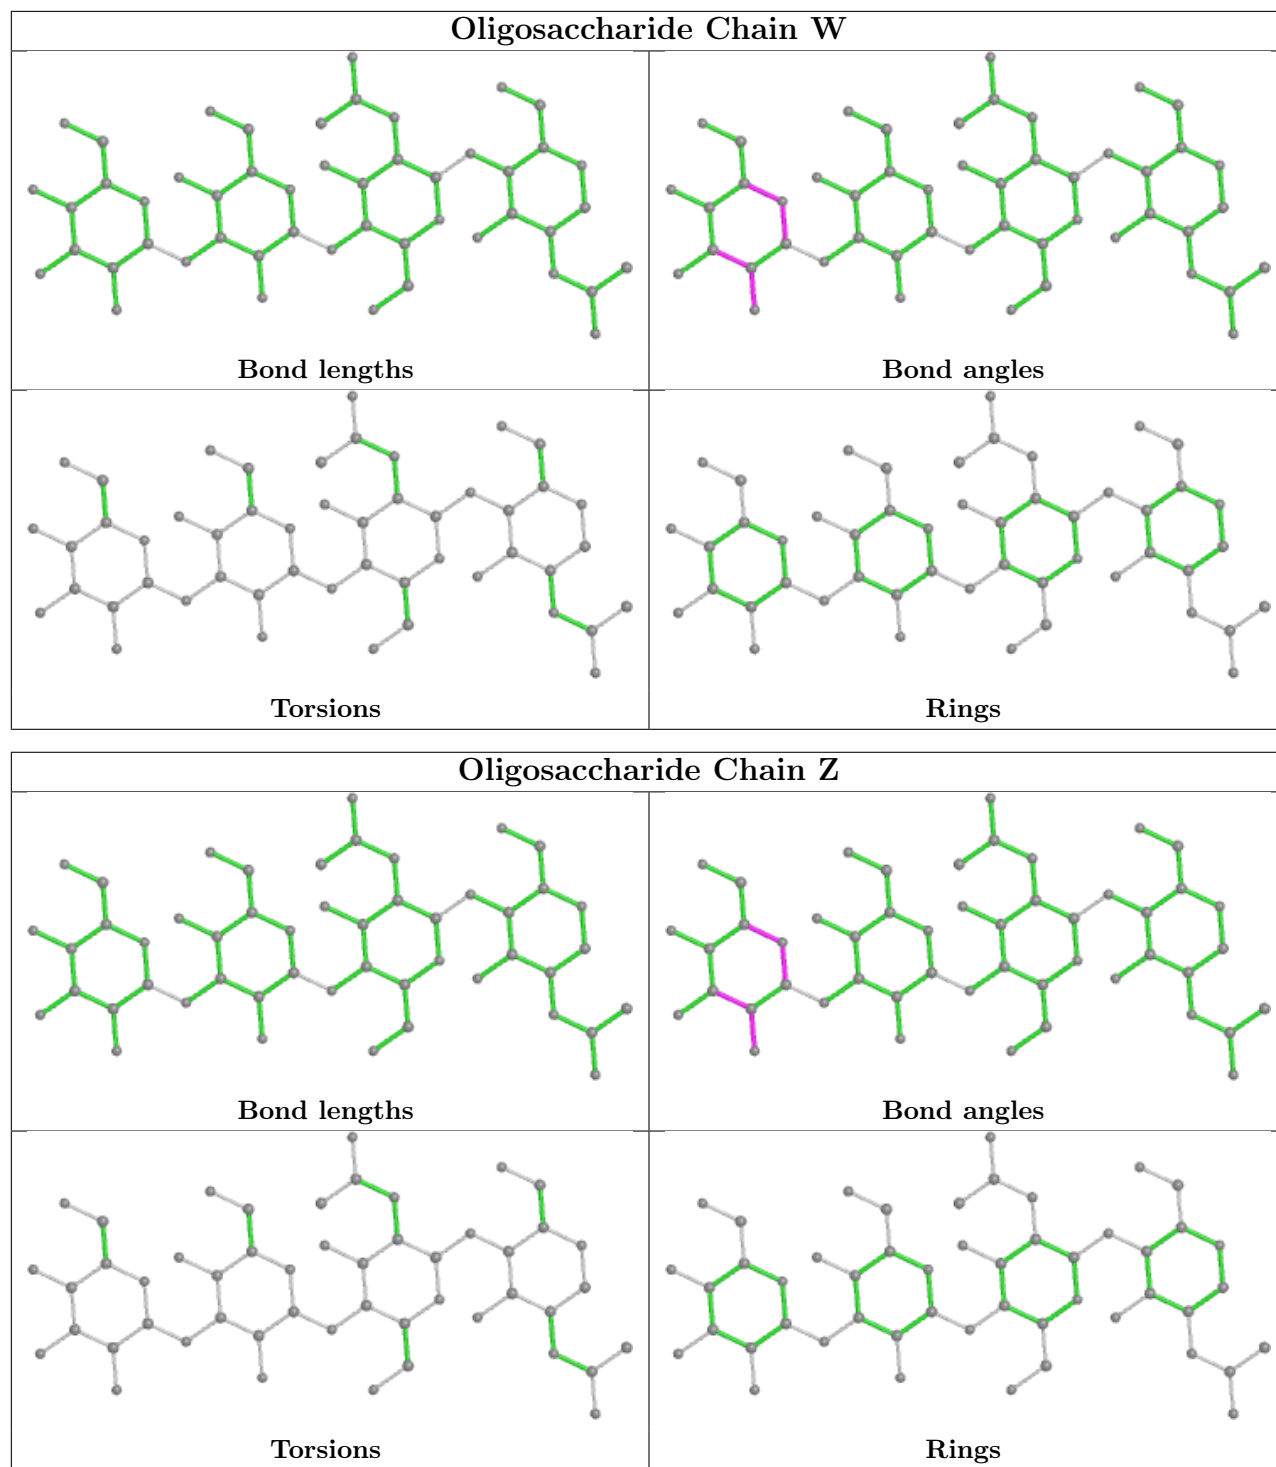 Oligosaccharide Chain W
Bond lengths
Bond angles
Torsions
Rings
Oligosaccharide Chain Z
Bond lengths
Bond angles
Torsions
Rings